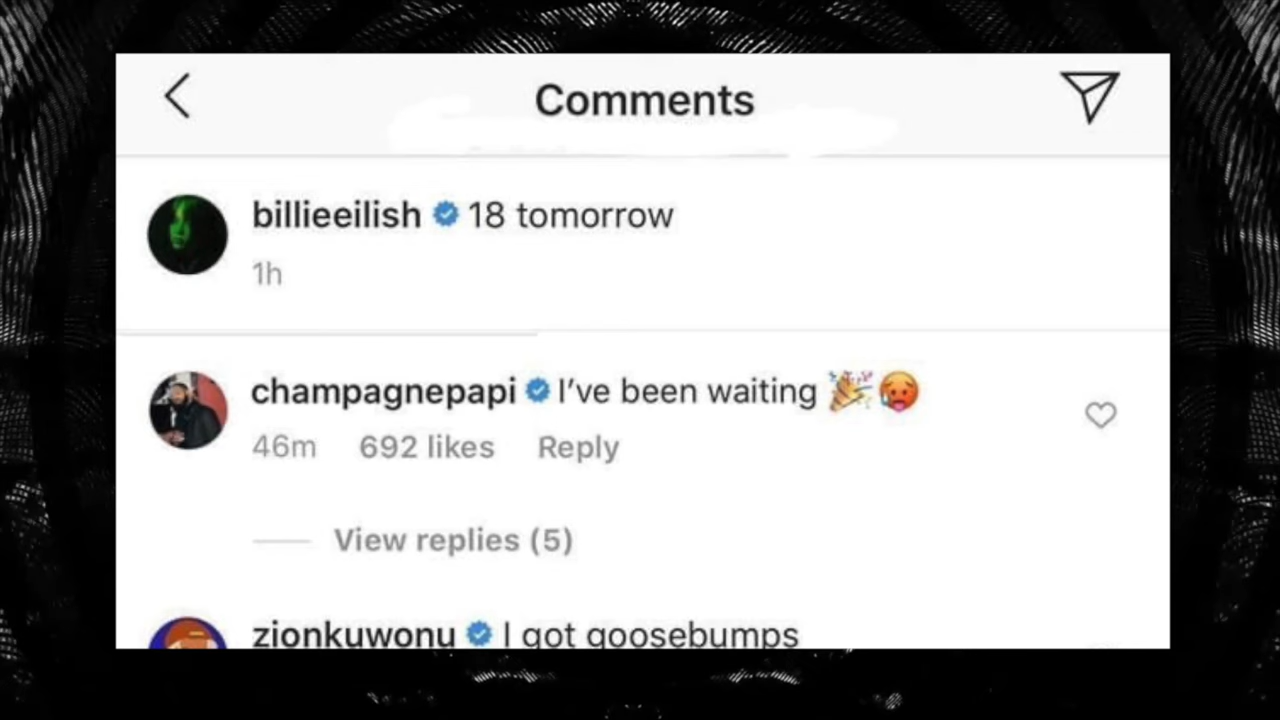 Comments
billieeilish 18 tomorrow
1h
champagnepapi I’ve been waiting 🎉🥵
46m 692 likes Reply
View replies (5)
zionkuwonu I got goosebumps